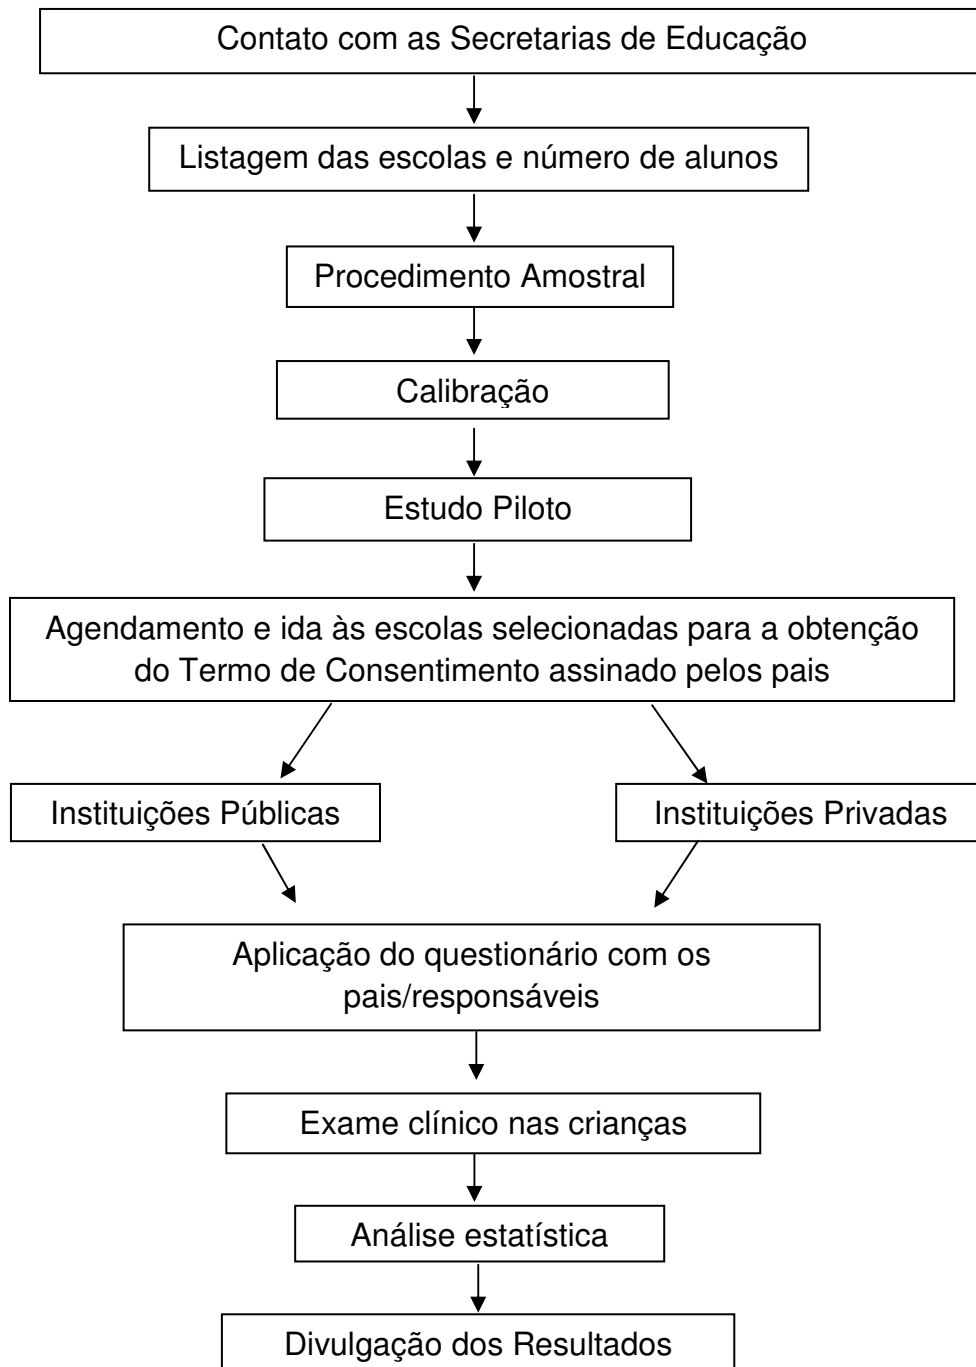 Contato com as Secretarias de Educação
Listagem das escolas e número de alunos
Procedimento Amostral
Calibração
Estudo Piloto
Agendamento e ida às escolas selecionadas para a obtenção
do Termo de Consentimento assinado pelos pais
Instituições Públicas
Instituições Privadas
Aplicação do questionário com os
pais/responsáveis
Exame clínico nas crianças
Análise estatística
Divulgação dos Resultados